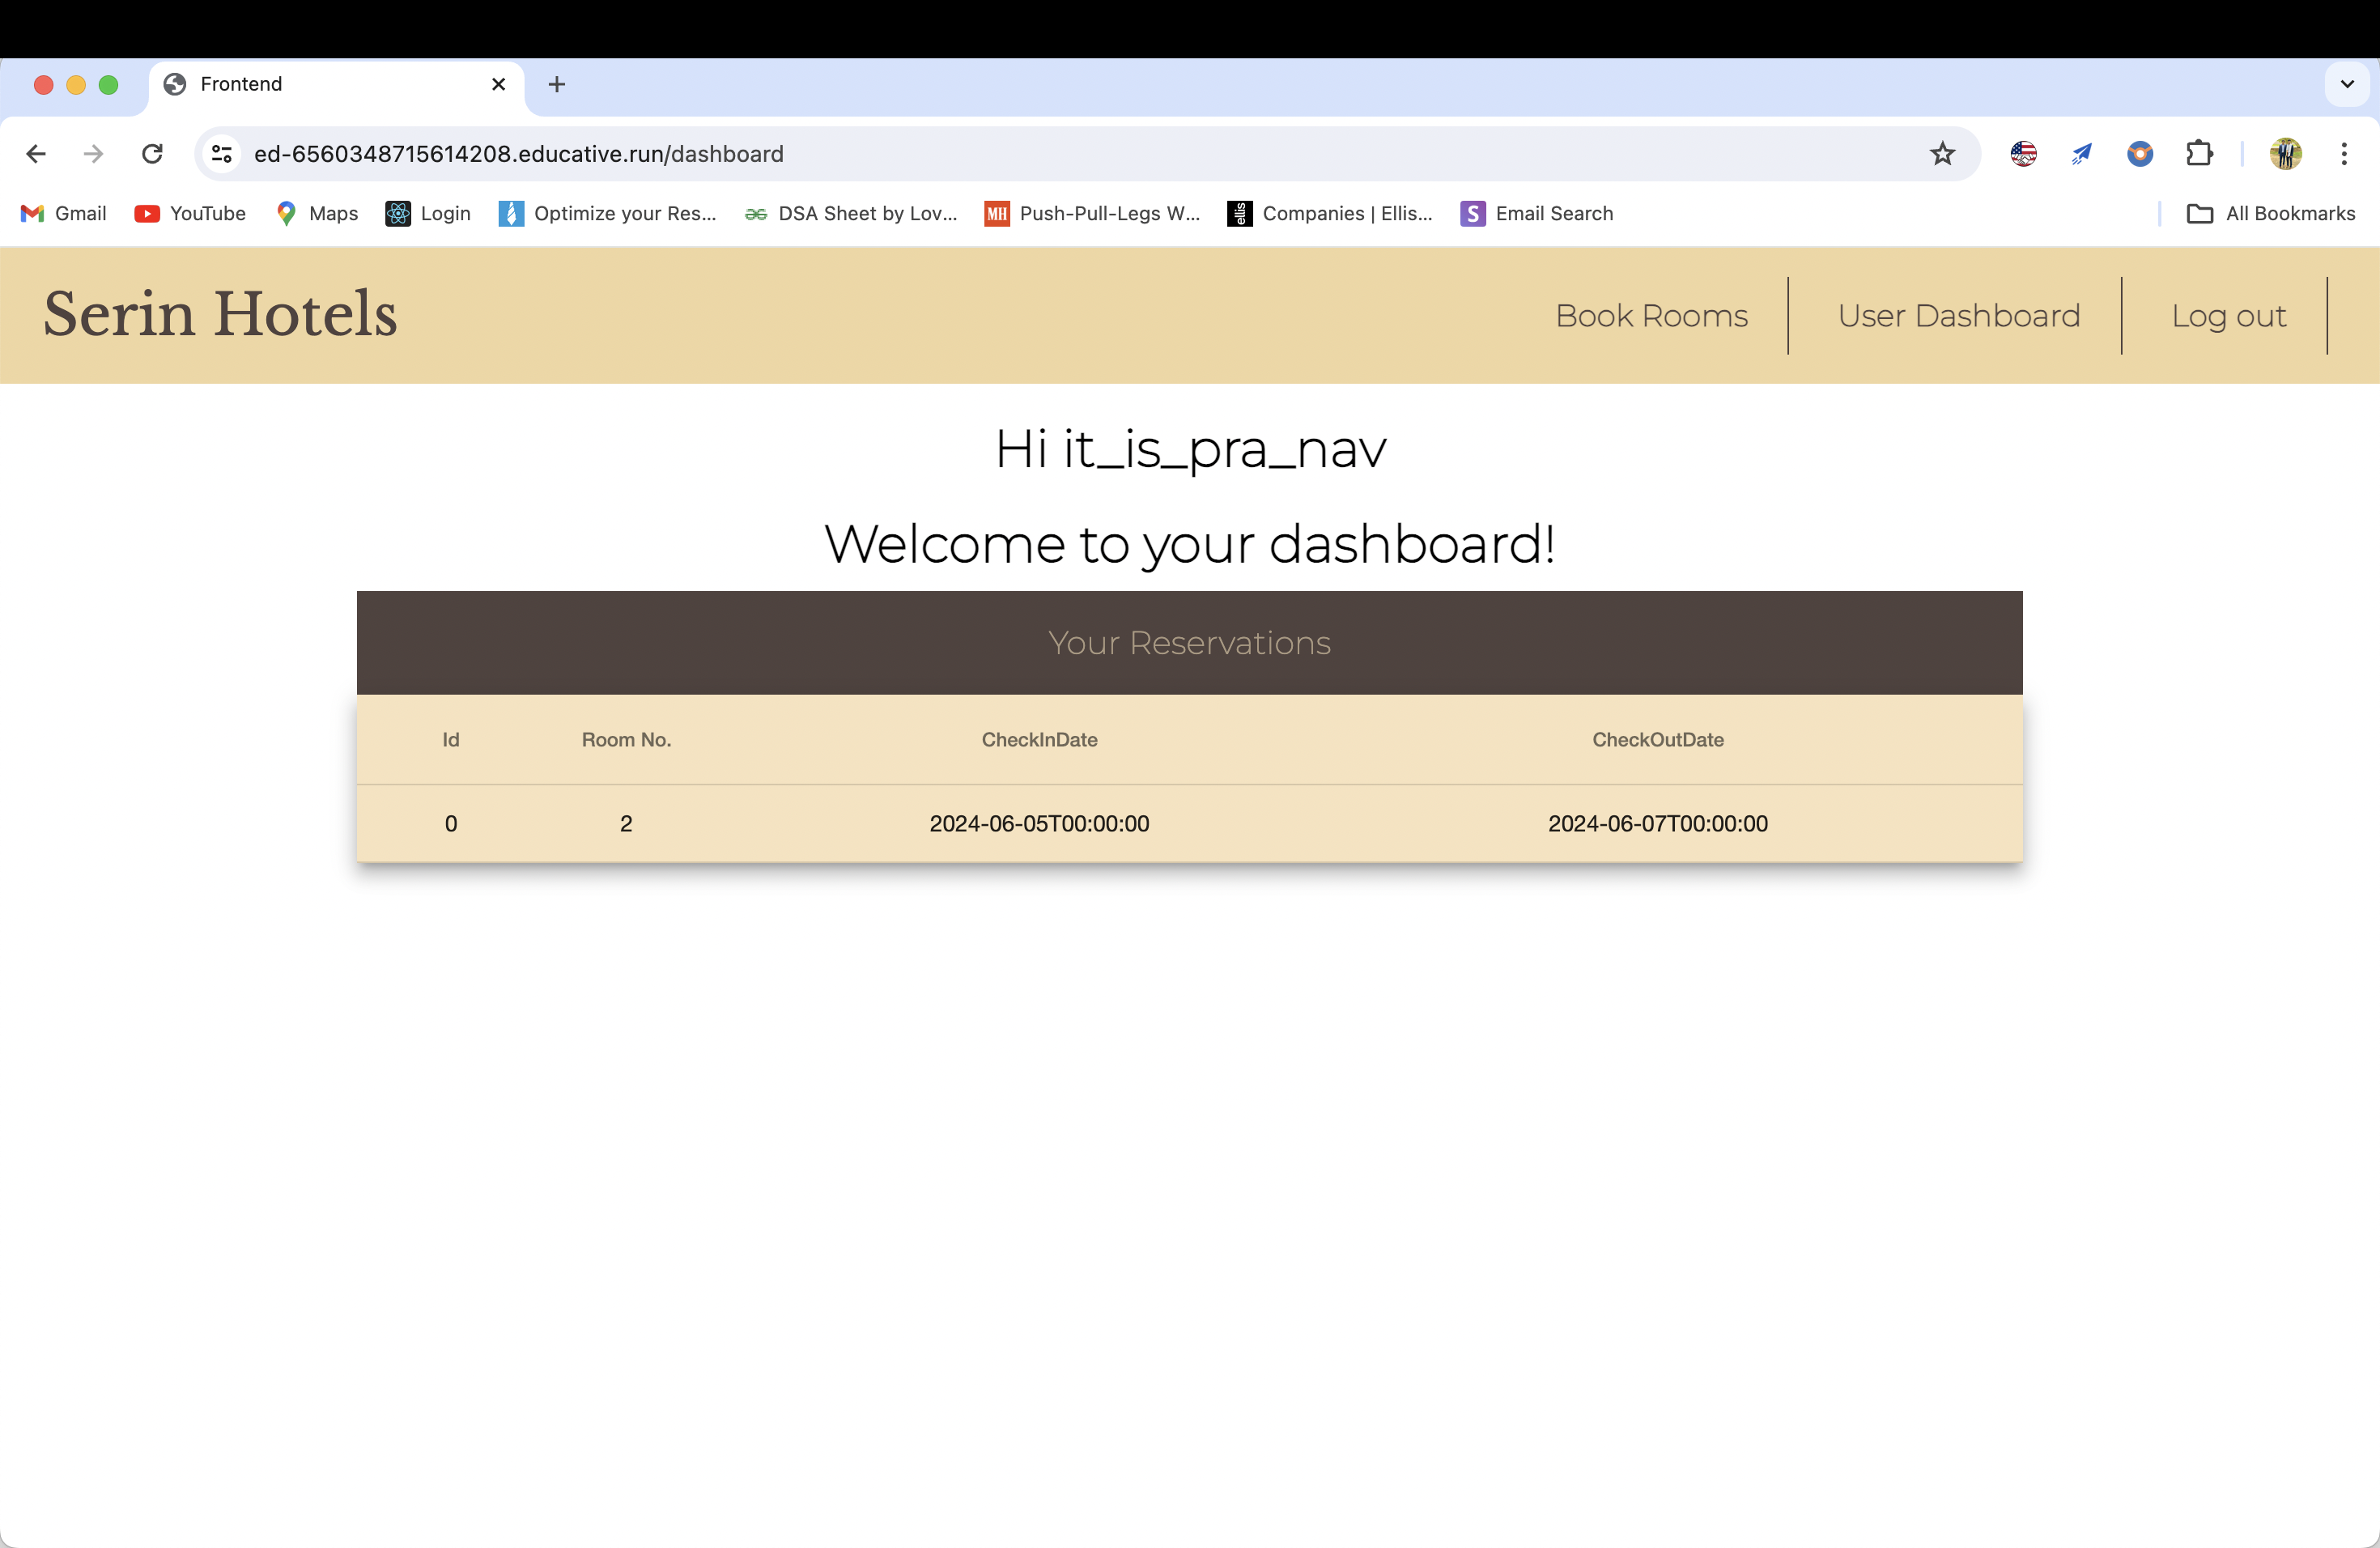 Frontend
ed-6560348715614208.educative.run/dashboard
Gmail YouTube Maps Login Optimize your Res... DSA Sheet by Lov... MH Push-Pull-Legs W... ellis Companies | Ellis... S Email Search All Bookmarks
Serin Hotels Book Rooms User Dashboard Log out
Hi it_is_pra_nav
Welcome to your dashboard!
Your Reservations
Id Room No. CheckInDate CheckOutDate
0 2 2024-06-05T00:00:00 2024-06-07T00:00:00